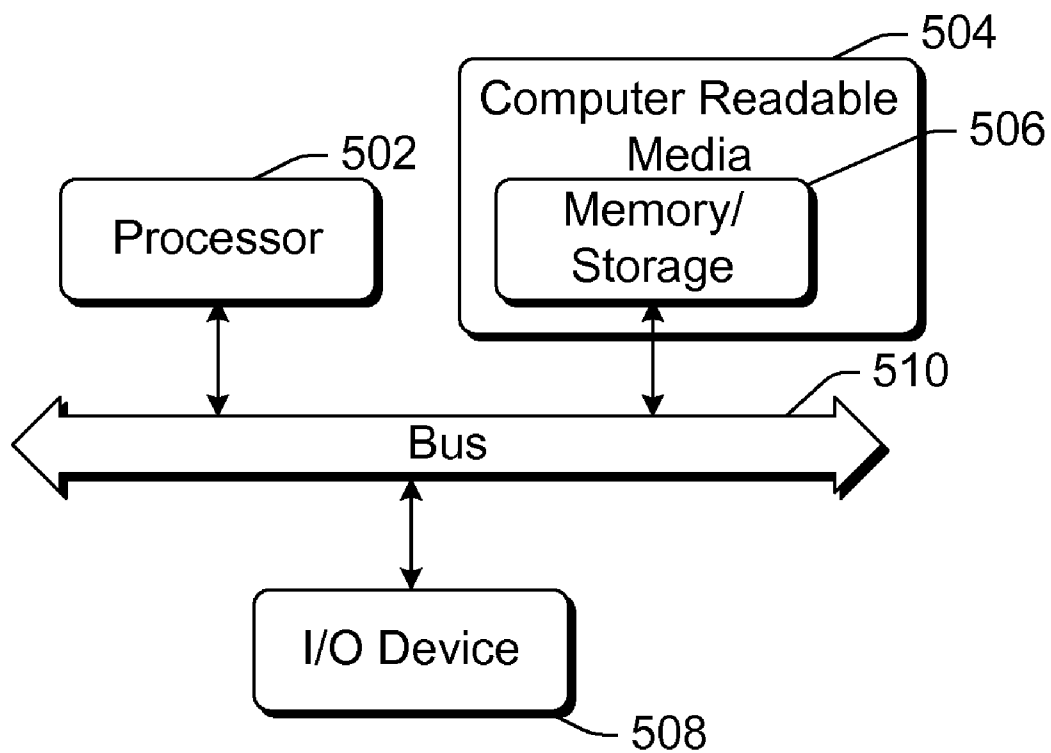 504
Computer Readable
Media
506
502
Memory/
Storage
Processor
510
Bus
I/O Device
508